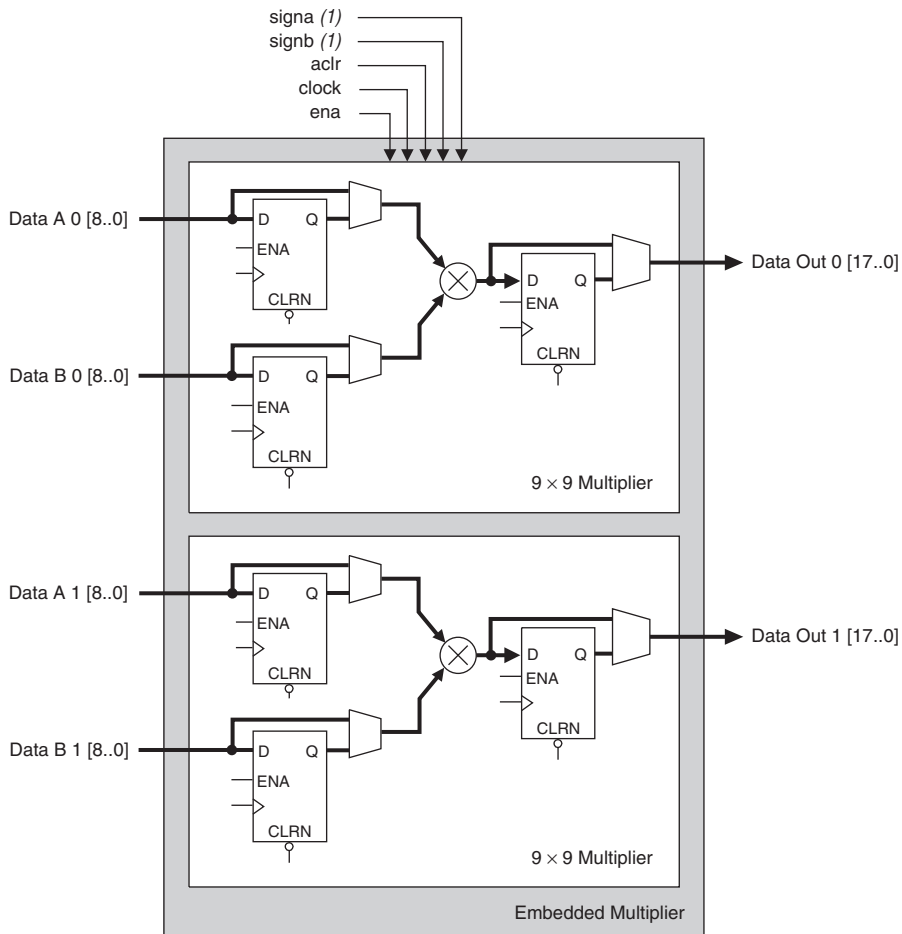 signa (1)
signb (1)
aclr
clock
ena
Data A 0 [8..0]
D Q
ENA
CLRN
Data Out 0 [17..0]
D Q
ENA
CLRN
Data B 0 [8..0]
D Q
ENA
CLRN
9 × 9 Multiplier
Data A 1 [8..0]
D Q
ENA
CLRN
Data Out 1 [17..0]
D Q
ENA
CLRN
Data B 1 [8..0]
D Q
ENA
CLRN
9 × 9 Multiplier
Embedded Multiplier